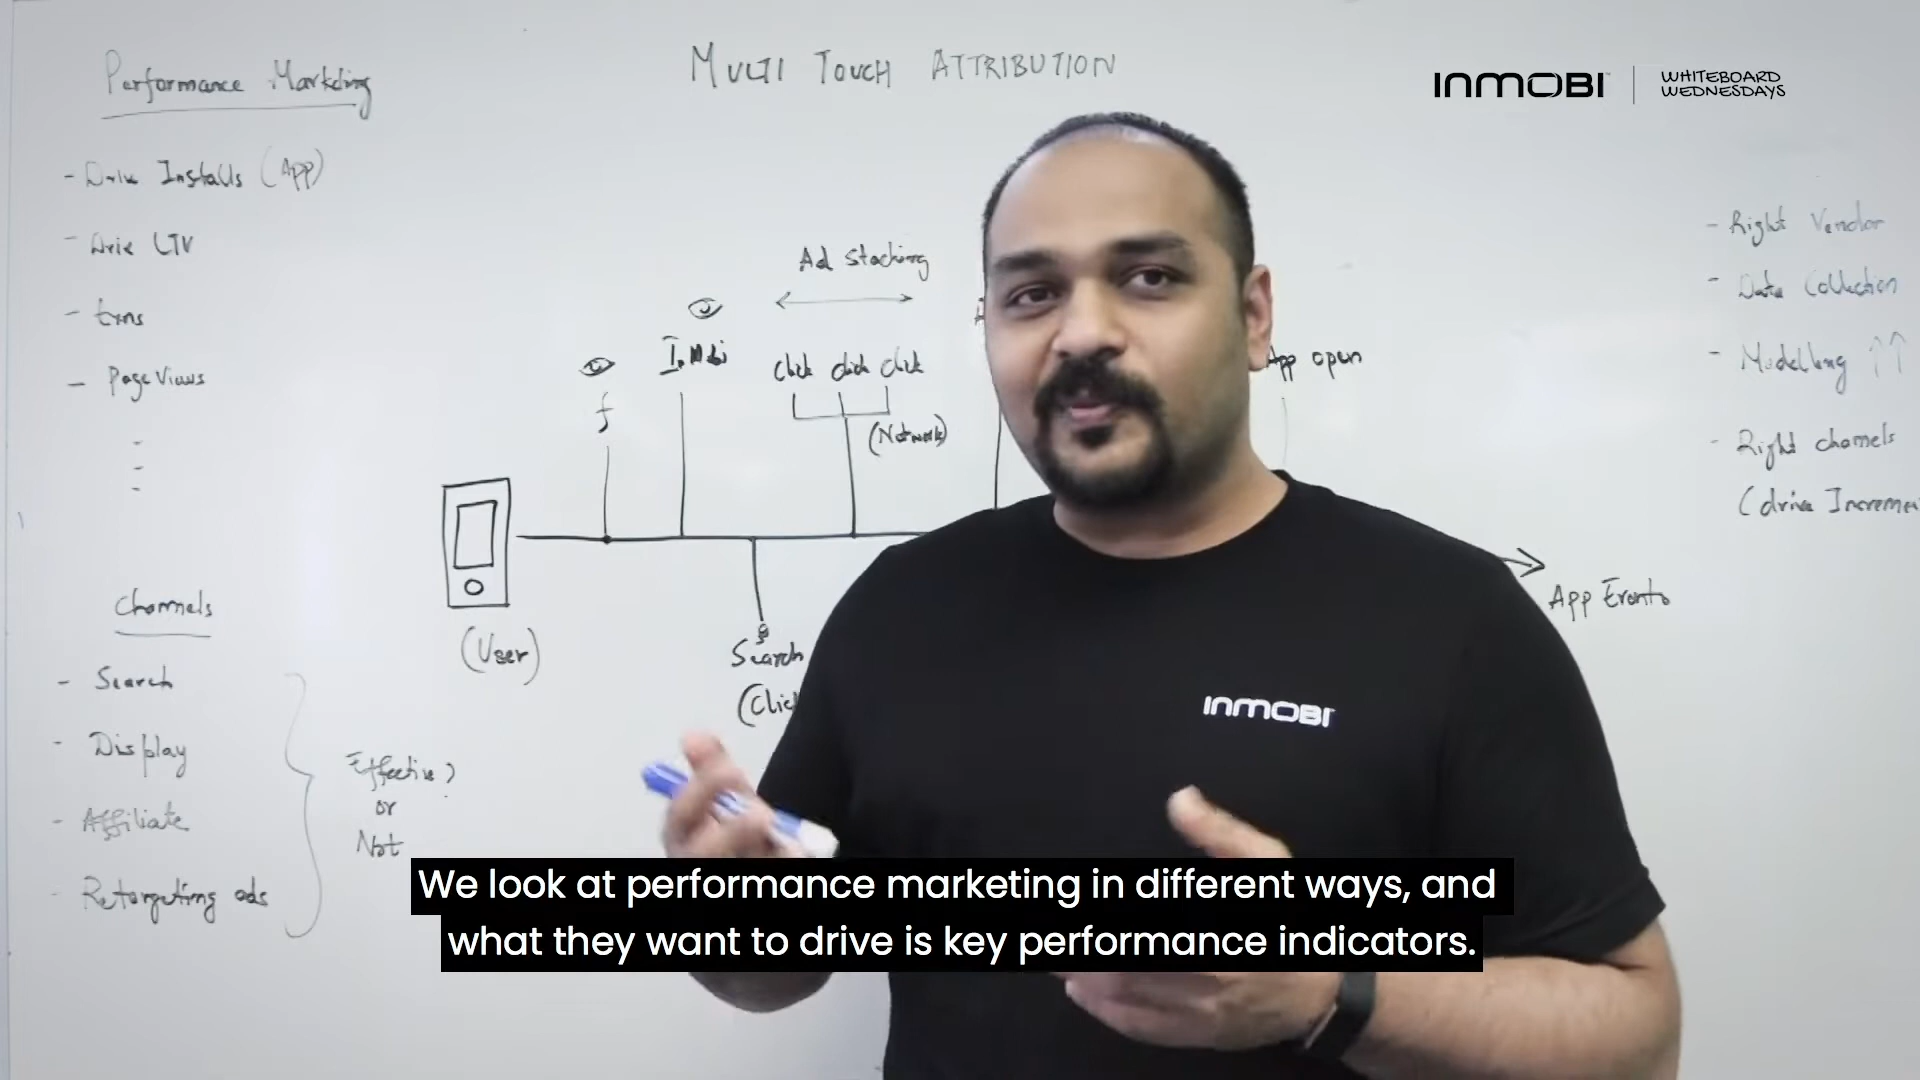 Performance Marketing
MULTI TOUCH ATTRIBUTION
INMOBI
WHITEBOARD
WEDNESDAYS
- Drive Installs (App)
- Drive LTV
- txns
- Page Views
Ad Stacking
InMobi
click click click
(Network)
f
App open
- Right Vendor
- Data Collection
- Modelling ↑↑
- Right channels
(drive Increme
(User)
Search
(Clic
App Events
Channels
- Search
- Display
- Affiliate
- Retargeting ads
Effective?
or
Not
INMOBI
We look at performance marketing in different ways, and
what they want to drive is key performance indicators.